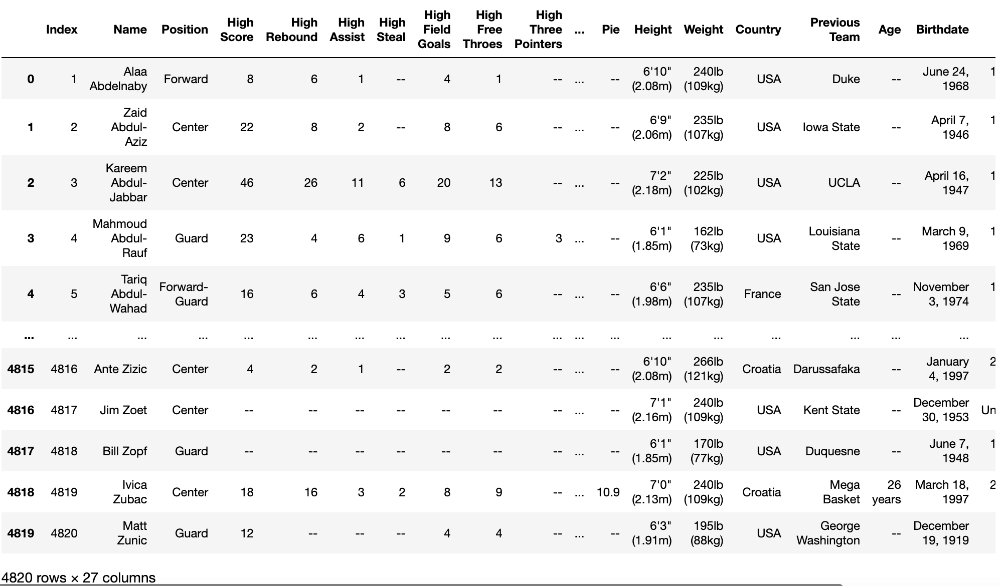 Index Name Position High Score High Rebound High Assist High Steal High Field Goals High Free Throes High Three Pointers ... Pie Height Weight Country Previous Team Age Birthdate
0 1 Alaa Abdelnaby Forward 8 6 1 -- 4 1 -- ... -- 6'10" (2.08m) 240lb (109kg) USA Duke -- June 24, 1968 1
1 2 Zaid Abdul-Aziz Center 22 8 2 -- 8 6 -- ... -- 6'9" (2.06m) 235lb (107kg) USA Iowa State -- April 7, 1946 1
2 3 Kareem Abdul-Jabbar Center 46 26 11 6 20 13 -- ... -- 7'2" (2.18m) 225lb (102kg) USA UCLA -- April 16, 1947 1
3 4 Mahmoud Abdul-Rauf Guard 23 4 6 1 9 6 3 ... -- 6'1" (1.85m) 162lb (73kg) USA Louisiana State -- March 9, 1969 1
4 5 Tariq Abdul-Wahad Forward-Guard 16 6 4 3 5 6 -- ... -- 6'6" (1.98m) 235lb (107kg) France San Jose State -- November 3, 1974 1
... ... ... ... ... ... ... ... ... ... ... ... ... ... ... ... ... ... ...
4815 4816 Ante Zizic Center 4 2 1 -- 2 2 -- ... -- 6'10" (2.08m) 266lb (121kg) Croatia Darussafaka -- January 4, 1997 2
4816 4817 Jim Zoet Center -- -- -- -- -- -- -- ... -- 7'1" (2.16m) 240lb (109kg) USA Kent State -- December 30, 1953 Un
4817 4818 Bill Zopf Guard -- -- -- -- -- -- -- ... -- 6'1" (1.85m) 170lb (77kg) USA Duquesne -- June 7, 1948 1
4818 4819 Ivica Zubac Center 18 16 3 2 8 9 -- ... 10.9 7'0" (2.13m) 240lb (109kg) Croatia Mega Basket 26 years March 18, 1997 2
4819 4820 Matt Zunic Guard 12 -- -- -- 4 4 -- ... -- 6'3" (1.91m) 195lb (88kg) USA George Washington -- December 19, 1919
4820 rows × 27 columns